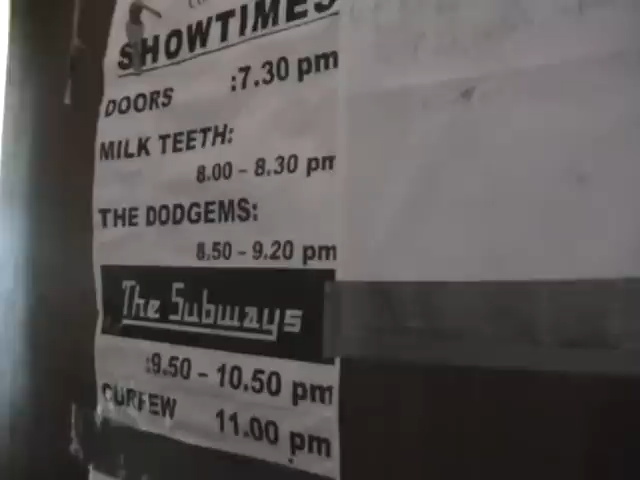 SHOWTIMES
DOORS :7.30 pm
MILK TEETH:
8.00 - 8.30 pm
THE DODGEMS:
8.50 - 9.20 pm
The Subways
:9.50 - 10.50 pm
CURFEW 11.00 pm